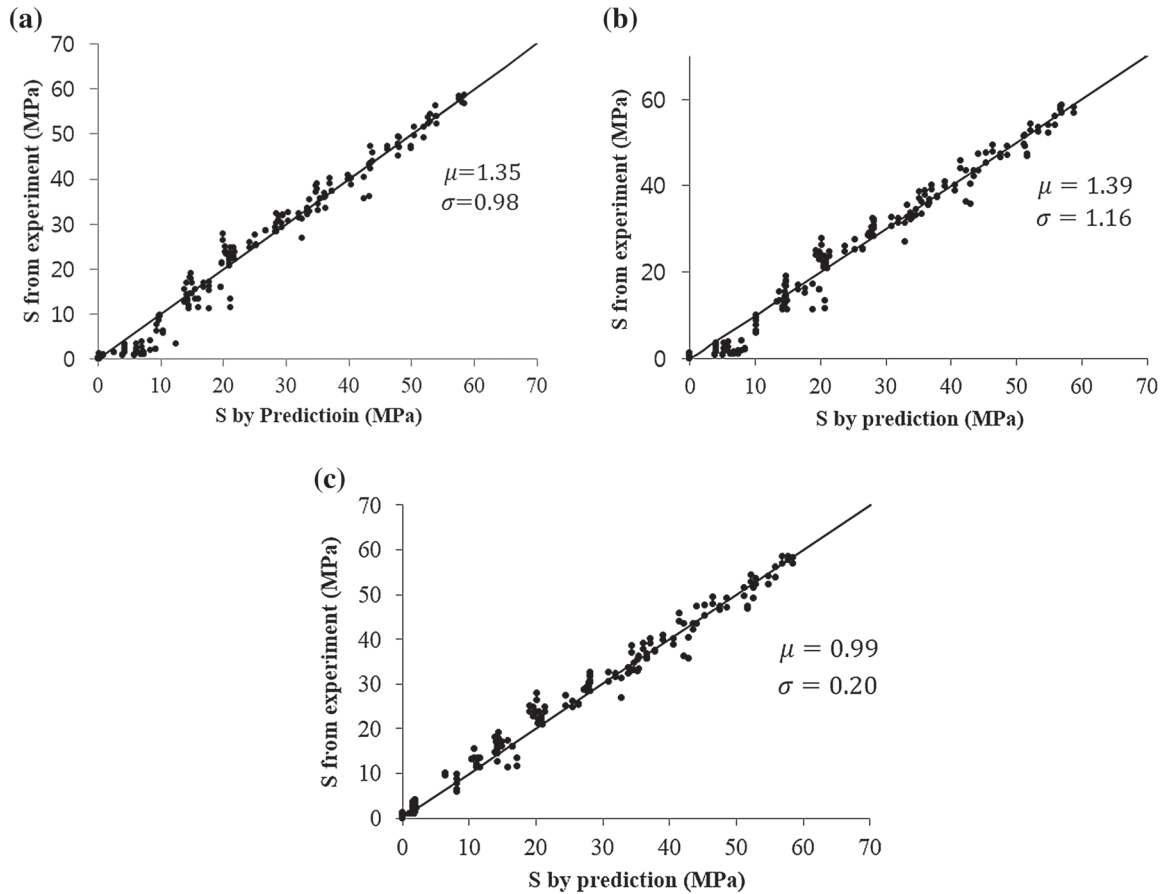 (a)
70
60
50
40
30
20
10
0
S from experiment (MPa)
μ=1.35
σ=0.98
0 10 20 30 40 50 60 70
S by Predictioin (MPa)
(b)
60
40
20
0
S from experiment (MPa)
μ = 1.39
σ = 1.16
0 10 20 30 40 50 60 70
S by prediction (MPa)
(c)
70
60
50
40
30
20
10
0
S from experiment (MPa)
μ = 0.99
σ = 0.20
0 10 20 30 40 50 60 70
S by prediction (MPa)